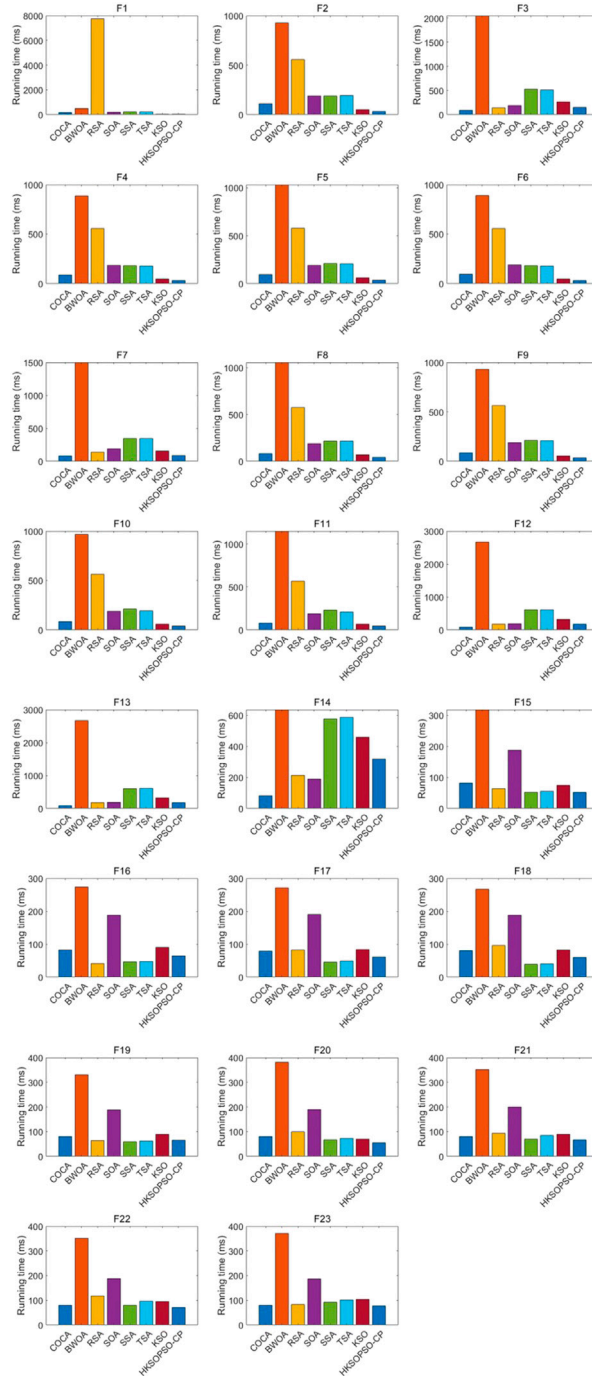 F1
Running time (ms)
8000
6000
4000
2000
0
COCA
BWOA
RSA
SOA
SSA
TSA
KSO
HKSOPSO-CP
F2
Running time (ms)
1000
500
0
COCA
BWOA
RSA
SOA
SSA
TSA
KSO
HKSOPSO-CP
F3
Running time (ms)
2000
1500
1000
500
0
COCA
BWOA
RSA
SOA
SSA
TSA
KSO
HKSOPSO-CP
F4
Running time (ms)
1000
500
0
COCA
BWOA
RSA
SOA
SSA
TSA
KSO
HKSOPSO-CP
F5
Running time (ms)
1000
500
0
COCA
BWOA
RSA
SOA
SSA
TSA
KSO
HKSOPSO-CP
F6
Running time (ms)
1000
500
0
COCA
BWOA
RSA
SOA
SSA
TSA
KSO
HKSOPSO-CP
F7
Running time (ms)
1500
1000
500
0
COCA
BWOA
RSA
SOA
SSA
TSA
KSO
HKSOPSO-CP
F8
Running time (ms)
1000
500
0
COCA
BWOA
RSA
SOA
SSA
TSA
KSO
HKSOPSO-CP
F9
Running time (ms)
1000
500
0
COCA
BWOA
RSA
SOA
SSA
TSA
KSO
HKSOPSO-CP
F10
Running time (ms)
1000
500
0
COCA
BWOA
RSA
SOA
SSA
TSA
KSO
HKSOPSO-CP
F11
Running time (ms)
1000
500
0
COCA
BWOA
RSA
SOA
SSA
TSA
KSO
HKSOPSO-CP
F12
Running time (ms)
3000
2000
1000
0
COCA
BWOA
RSA
SOA
SSA
TSA
KSO
HKSOPSO-CP
F13
Running time (ms)
3000
2000
1000
0
COCA
BWOA
RSA
SOA
SSA
TSA
KSO
HKSOPSO-CP
F14
Running time (ms)
600
400
200
0
COCA
BWOA
RSA
SOA
SSA
TSA
KSO
HKSOPSO-CP
F15
Running time (ms)
300
200
100
0
COCA
BWOA
RSA
SOA
SSA
TSA
KSO
HKSOPSO-CP
F16
Running time (ms)
300
200
100
0
COCA
BWOA
RSA
SOA
SSA
TSA
KSO
HKSOPSO-CP
F17
Running time (ms)
300
200
100
0
COCA
BWOA
RSA
SOA
SSA
TSA
KSO
HKSOPSO-CP
F18
Running time (ms)
300
200
100
0
COCA
BWOA
RSA
SOA
SSA
TSA
KSO
HKSOPSO-CP
F19
Running time (ms)
400
300
200
100
0
COCA
BWOA
RSA
SOA
SSA
TSA
KSO
HKSOPSO-CP
F20
Running time (ms)
400
300
200
100
0
COCA
BWOA
RSA
SOA
SSA
TSA
KSO
HKSOPSO-CP
F21
Running time (ms)
400
300
200
100
0
COCA
BWOA
RSA
SOA
SSA
TSA
KSO
HKSOPSO-CP
F22
Running time (ms)
400
300
200
100
0
COCA
BWOA
RSA
SOA
SSA
TSA
KSO
HKSOPSO-CP
F23
Running time (ms)
400
300
200
100
0
COCA
BWOA
RSA
SOA
SSA
TSA
KSO
HKSOPSO-CP